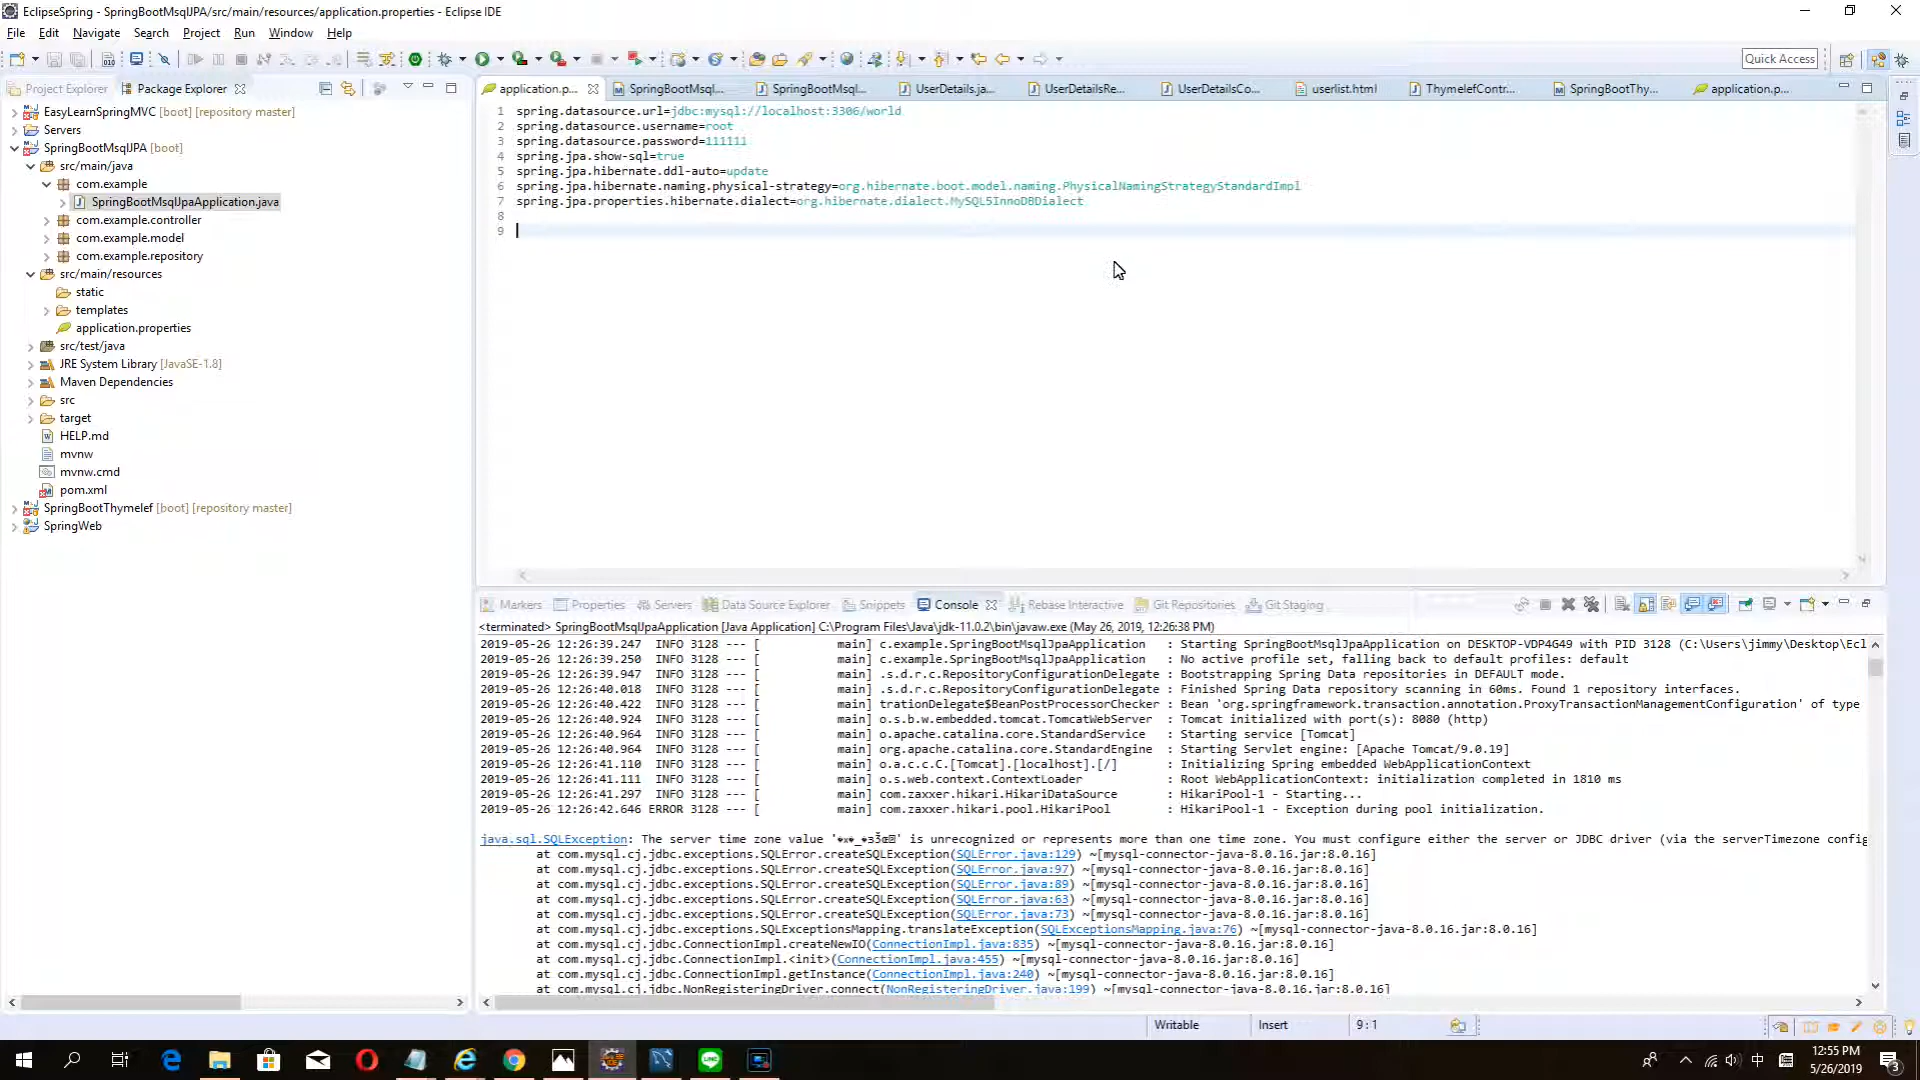 EclipseSpring - SpringBootMsqlJPA/src/main/resources/application.properties - Eclipse IDE
File Edit Navigate Search Project Run Window Help
Quick Access
Project Explorer Package Explorer
EasyLearnSpringMVC [boot] [repository master]
Servers
SpringBootMsqlJPA [boot]
src/main/java
com.example
SpringBootMsqlJpaApplication.java
com.example.controller
com.example.model
com.example.repository
src/main/resources
static
templates
application.properties
src/test/java
JRE System Library [JavaSE-1.8]
Maven Dependencies
src
target
HELP.md
mvnw
mvnw.cmd
pom.xml
SpringBootThymelef [boot] [repository master]
SpringWeb
application.p... SpringBootMsql... SpringBootMsql... UserDetails.ja... UserDetailsRe... UserDetailsCo... userlist.html ThymelefContr... SpringBootThy... application.p...
1 spring.datasource.url=jdbc:mysql://localhost:3306/world
2 spring.datasource.username=root
3 spring.datasource.password=111111
4 spring.jpa.show-sql=true
5 spring.jpa.hibernate.ddl-auto=update
6 spring.jpa.hibernate.naming.physical-strategy=org.hibernate.boot.model.naming.PhysicalNamingStrategyStandardImpl
7 spring.jpa.properties.hibernate.dialect=org.hibernate.dialect.MySQL5InnoDBDialect
8
9
Markers Properties Servers Data Source Explorer Snippets Console Rebase Interactive Git Repositories Git Staging
<terminated> SpringBootMsqlJpaApplication [Java Application] C:\Program Files\Java\jdk-11.0.2\bin\javaw.exe (May 26, 2019, 12:26:38 PM)
2019-05-26 12:26:39.247 INFO 3128 --- [ main] c.example.SpringBootMsqlJpaApplication : Starting SpringBootMsqlJpaApplication on DESKTOP-VDP4G49 with PID 3128 (C:\Users\jimmy\Desktop\Ecl
2019-05-26 12:26:39.250 INFO 3128 --- [ main] c.example.SpringBootMsqlJpaApplication : No active profile set, falling back to default profiles: default
2019-05-26 12:26:39.947 INFO 3128 --- [ main] .s.d.r.c.RepositoryConfigurationDelegate : Bootstrapping Spring Data repositories in DEFAULT mode.
2019-05-26 12:26:40.018 INFO 3128 --- [ main] .s.d.r.c.RepositoryConfigurationDelegate : Finished Spring Data repository scanning in 60ms. Found 1 repository interfaces.
2019-05-26 12:26:40.422 INFO 3128 --- [ main] trationDelegate$BeanPostProcessorChecker : Bean 'org.springframework.transaction.annotation.ProxyTransactionManagementConfiguration' of type
2019-05-26 12:26:40.924 INFO 3128 --- [ main] o.s.b.w.embedded.tomcat.TomcatWebServer : Tomcat initialized with port(s): 8080 (http)
2019-05-26 12:26:40.964 INFO 3128 --- [ main] o.apache.catalina.core.StandardService : Starting service [Tomcat]
2019-05-26 12:26:40.964 INFO 3128 --- [ main] org.apache.catalina.core.StandardEngine : Starting Servlet engine: [Apache Tomcat/9.0.19]
2019-05-26 12:26:41.110 INFO 3128 --- [ main] o.a.c.c.C.[Tomcat].[localhost].[/] : Initializing Spring embedded WebApplicationContext
2019-05-26 12:26:41.111 INFO 3128 --- [ main] o.s.web.context.ContextLoader : Root WebApplicationContext: initialization completed in 1810 ms
2019-05-26 12:26:41.297 INFO 3128 --- [ main] com.zaxxer.hikari.HikariDataSource : HikariPool-1 - Starting...
2019-05-26 12:26:42.646 ERROR 3128 --- [ main] com.zaxxer.hikari.pool.HikariPool : HikariPool-1 - Exception during pool initialization.
java.sql.SQLException: The server time zone value ' ' is unrecognized or represents more than one time zone. You must configure either the server or JDBC driver (via the serverTimezone config
at com.mysql.cj.jdbc.exceptions.SQLError.createSQLException(SQLError.java:129) ~[mysql-connector-java-8.0.16.jar:8.0.16]
at com.mysql.cj.jdbc.exceptions.SQLError.createSQLException(SQLError.java:97) ~[mysql-connector-java-8.0.16.jar:8.0.16]
at com.mysql.cj.jdbc.exceptions.SQLError.createSQLException(SQLError.java:89) ~[mysql-connector-java-8.0.16.jar:8.0.16]
at com.mysql.cj.jdbc.exceptions.SQLError.createSQLException(SQLError.java:63) ~[mysql-connector-java-8.0.16.jar:8.0.16]
at com.mysql.cj.jdbc.exceptions.SQLError.createSQLException(SQLError.java:73) ~[mysql-connector-java-8.0.16.jar:8.0.16]
at com.mysql.cj.jdbc.exceptions.SQLExceptionsMapping.translateException(SQLExceptionsMapping.java:76) ~[mysql-connector-java-8.0.16.jar:8.0.16]
at com.mysql.cj.jdbc.ConnectionImpl.createNewIO(ConnectionImpl.java:835) ~[mysql-connector-java-8.0.16.jar:8.0.16]
at com.mysql.cj.jdbc.ConnectionImpl.<init>(ConnectionImpl.java:455) ~[mysql-connector-java-8.0.16.jar:8.0.16]
at com.mysql.cj.jdbc.ConnectionImpl.getInstance(ConnectionImpl.java:240) ~[mysql-connector-java-8.0.16.jar:8.0.16]
at com.mysql.cj.jdbc.NonRegisteringDriver.connect(NonRegisteringDriver.java:199) ~[mysql-connector-java-8.0.16.jar:8.0.16]
Writable Insert 9 : 1
中 12:55 PM
5/26/2019
3